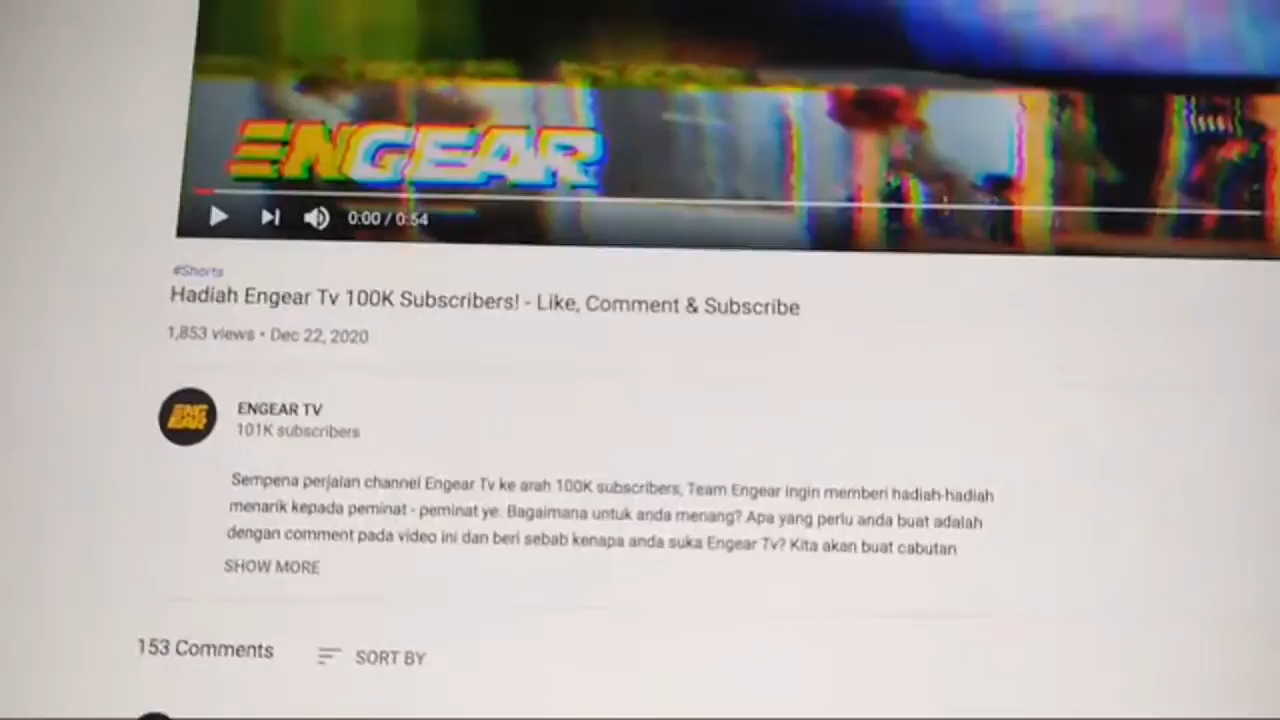 ENGEAR
0:00 / 0:54
#Shorts
Hadiah Engear Tv 100K Subscribers! - Like, Comment & Subscribe
1,853 views • Dec 22, 2020
ENG
EAR
ENGEAR TV
101K subscribers
Sempena perjalan channel Engear Tv ke arah 100K subscribers, Team Engear ingin memberi hadiah-hadiah
menarik kepada peminat - peminat ye. Bagaimana untuk anda menang? Apa yang perlu anda buat adalah
dengan comment pada video ini dan beri sebab kenapa anda suka Engear Tv? Kita akan buat cabutan
SHOW MORE
153 Comments
SORT BY